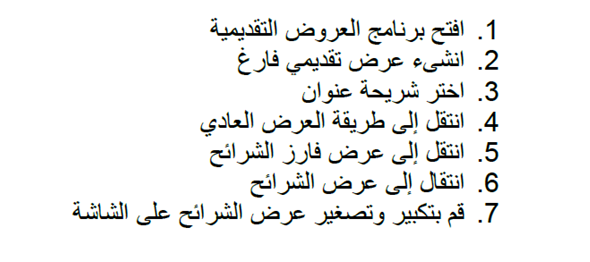 1. افتح برنامج العروض التقديمية
2. انشىء عرض تقديمي فارغ
3. اختر شريحة عنوان
4. انتقل إلى طريقة العرض العادي
5. انتقل إلى عرض فارز الشرائح
6. انتقال إلى عرض الشرائح
7. قم بتكبير وتصغير عرض الشرائح على الشاشة